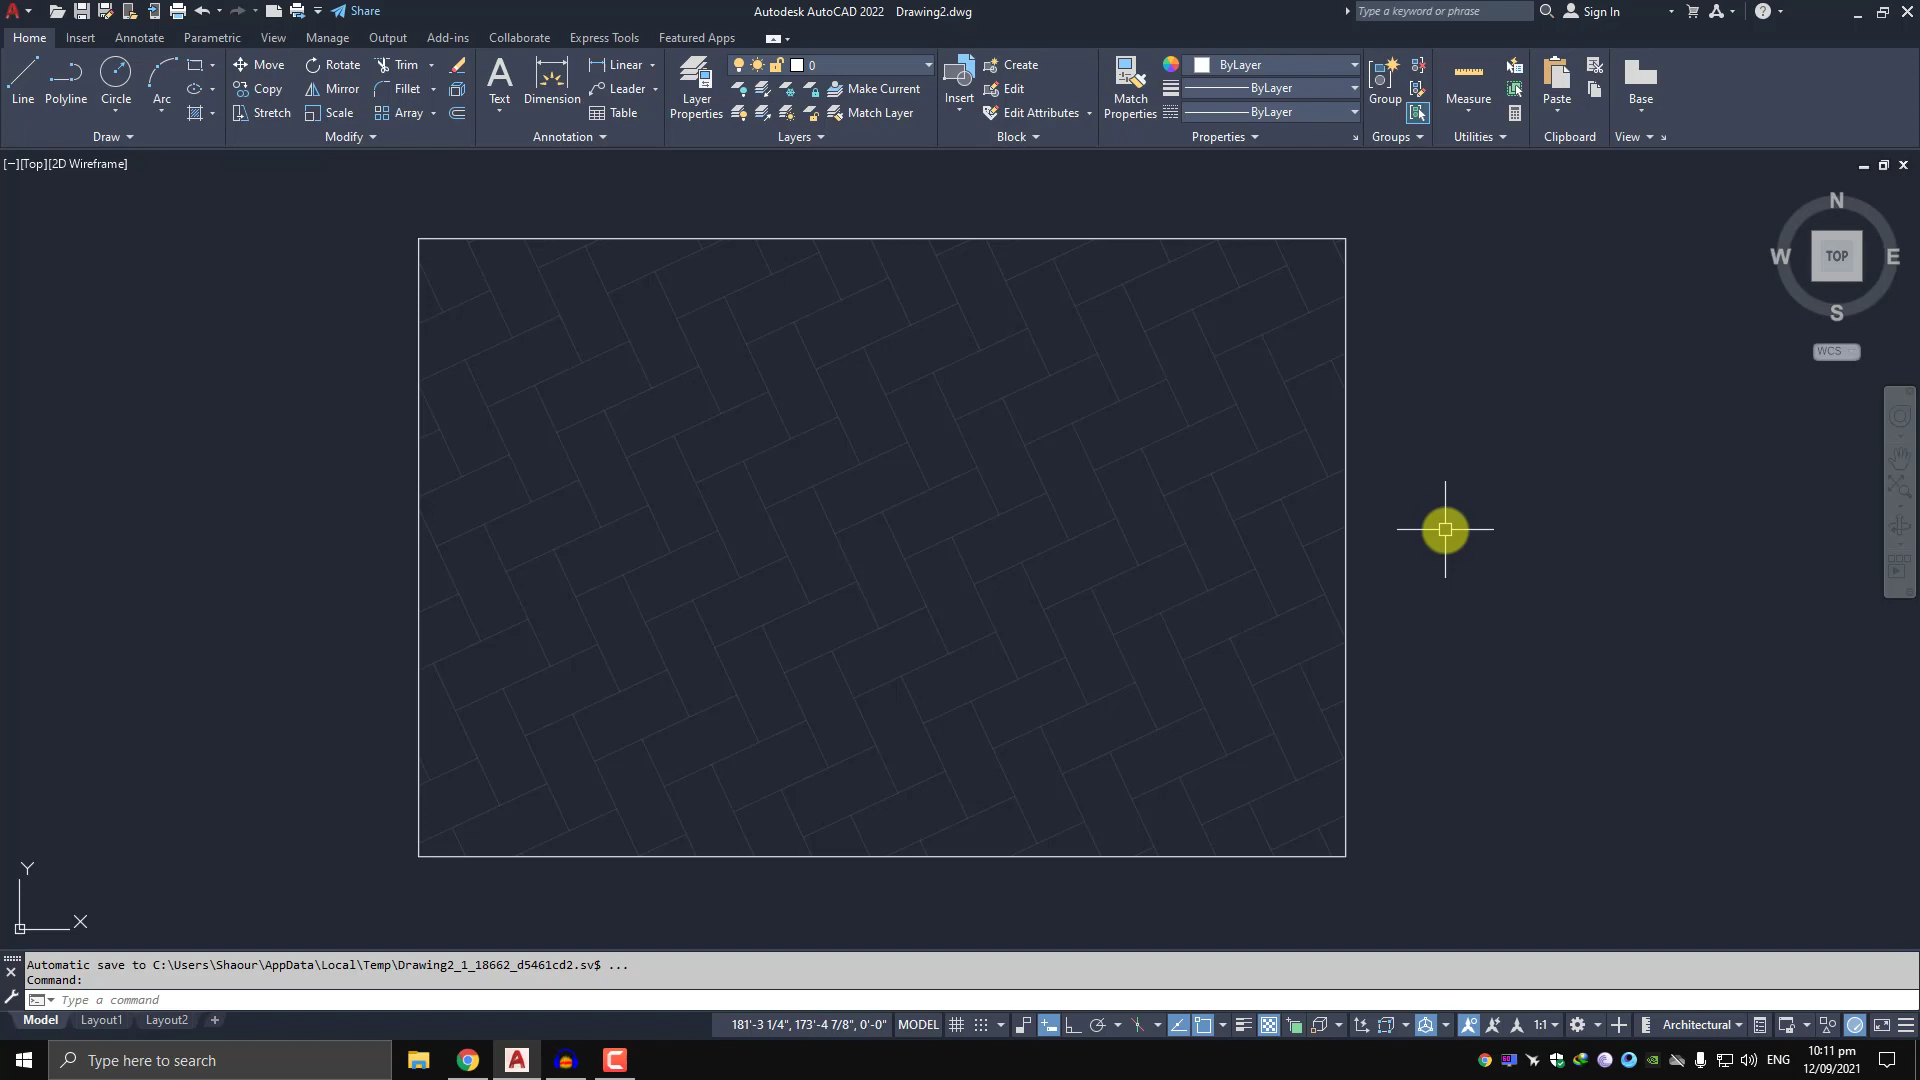 Share
Autodesk AutoCAD 2022 Drawing2.dwg
Type a keyword or phrase
Sign In
Home Insert Annotate Parametric View Manage Output Add-ins Collaborate Express Tools Featured Apps
Line
Polyline
Circle
Arc
Draw
Move Rotate Trim
Copy Mirror Fillet
Stretch Scale Array
Modify
Text
Dimension
Linear
Leader
Table
Annotation
Layer
Properties
0
Make Current
Match Layer
Layers
Insert
Create
Edit
Edit Attributes
Block
Match
Properties
ByLayer
ByLayer
ByLayer
Properties
Group
Groups
Measure
Utilities
Paste
Clipboard
Base
View
[−][Top][2D Wireframe]
N
W TOP E
S
WCS
Y
X
Automatic save to C:\Users\Shaour\AppData\Local\Temp\Drawing2_1_18662_d5461cd2.sv$ ...
Command:
Type a command
Model Layout1 Layout2
181'-3 1/4", 173'-4 7/8", 0'-0" MODEL 1:1 Architectural
Type here to search
ENG
10:11 pm
12/09/2021